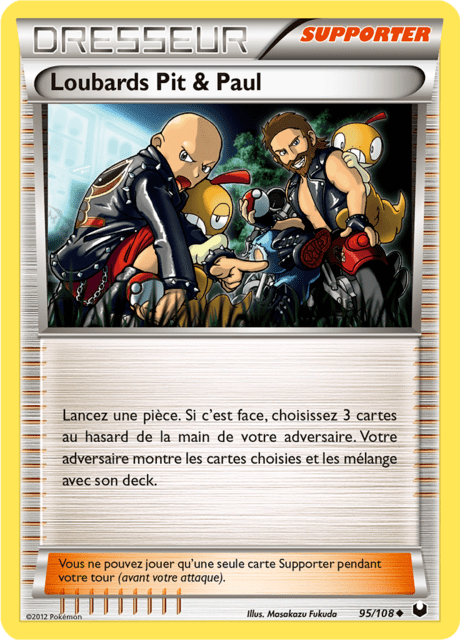 DRESSEUR
SUPPORTER
Loubards Pit & Paul
Lancez une pièce. Si c'est face, choisissez 3 cartes
au hasard de la main de votre adversaire. Votre
adversaire montre les cartes choisies et les mélange
avec son deck.
Vous ne pouvez jouer qu'une seule carte Supporter pendant
votre tour (avant votre attaque).
©2012 Pokémon
Illus. Masakazu Fukuda
95/108